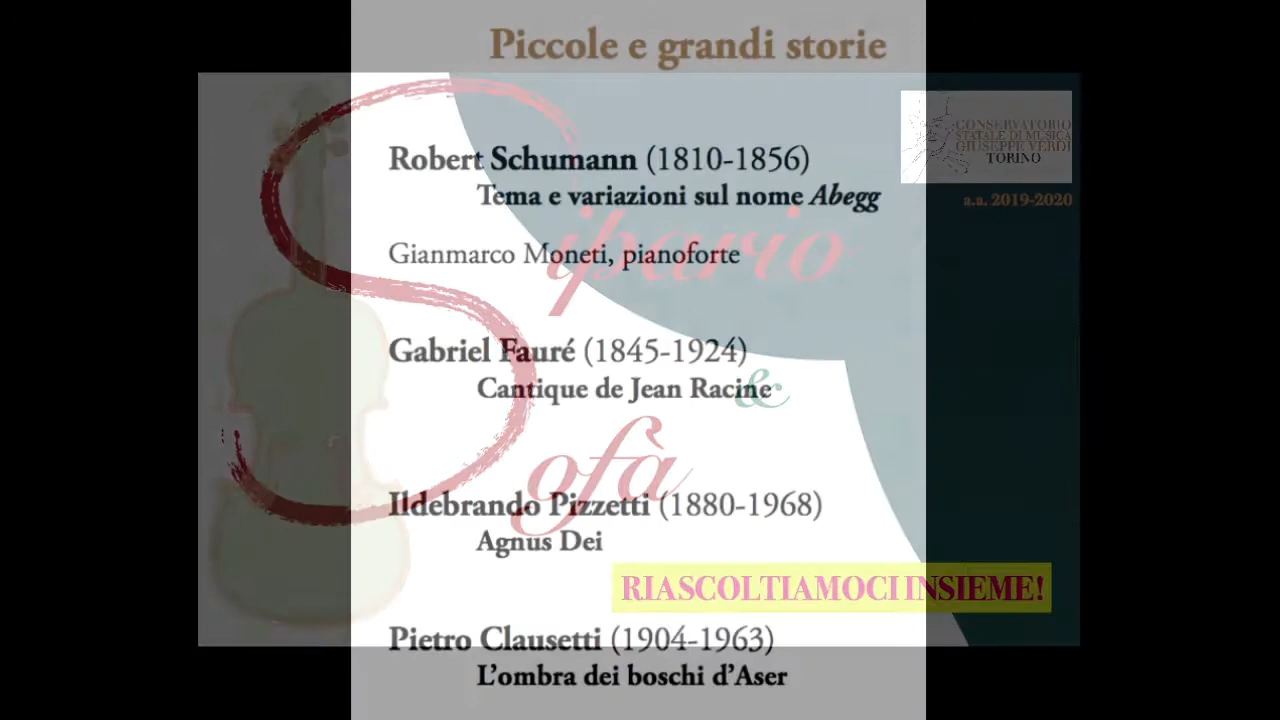 Piccole e grandi storie
CONSERVATORIO
STATALE DI MUSICA
GIUSEPPE VERDI
TORINO
a.a. 2019-2020
Robert Schumann (1810-1856)
Tema e variazioni sul nome Abegg
Sipario
Gianmarco Moneti, pianoforte
Gabriel Fauré (1845-1924)
Cantique de Jean Racine
&
Sofà
Ildebrando Pizzetti (1880-1968)
Agnus Dei
RIASCOLTIAMOCI INSIEME!
Pietro Clausetti (1904-1963)
L'ombra dei boschi d'Aser